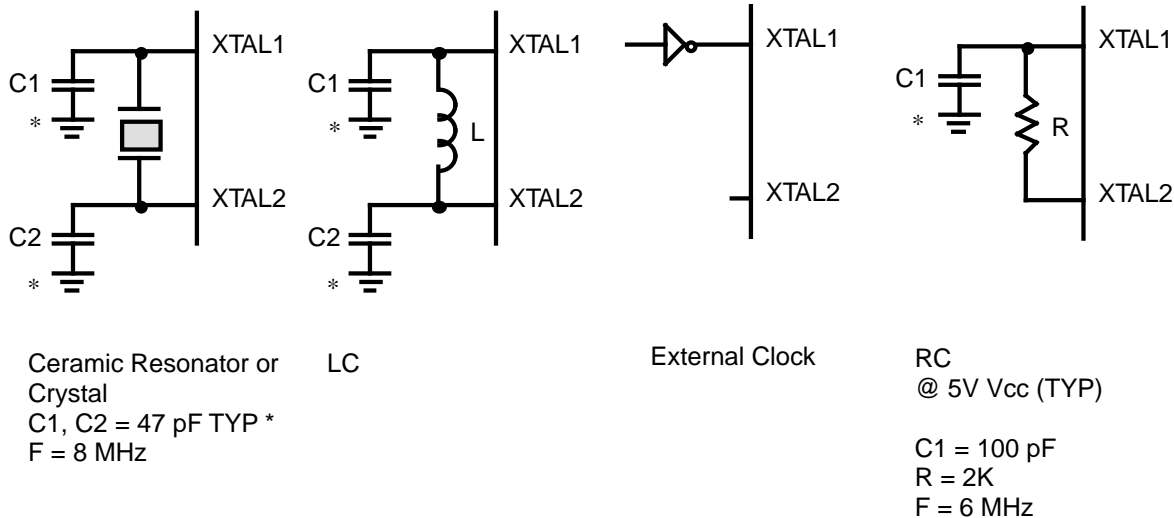 XTAL1
C1
*
XTAL2
C2
*
XTAL1
C1
*
L
XTAL2
C2
*
XTAL1
XTAL2
XTAL1
C1
*
R
XTAL2
Ceramic Resonator or
Crystal
C1, C2 = 47 pF TYP *
F = 8 MHz
LC
External Clock
RC
@ 5V Vcc (TYP)
C1 = 100 pF
R = 2K
F = 6 MHz